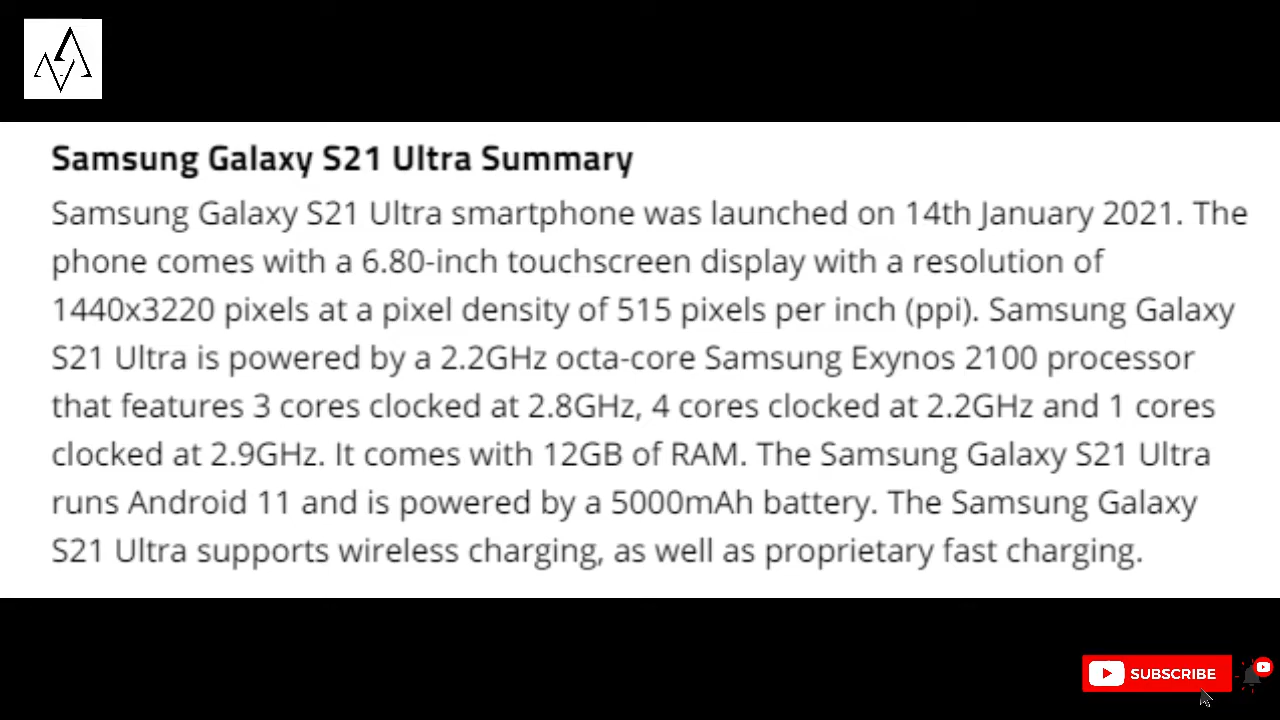 Samsung Galaxy S21 Ultra Summary
Samsung Galaxy S21 Ultra smartphone was launched on 14th January 2021. The
phone comes with a 6.80-inch touchscreen display with a resolution of
1440x3220 pixels at a pixel density of 515 pixels per inch (ppi). Samsung Galaxy
S21 Ultra is powered by a 2.2GHz octa-core Samsung Exynos 2100 processor
that features 3 cores clocked at 2.8GHz, 4 cores clocked at 2.2GHz and 1 cores
clocked at 2.9GHz. It comes with 12GB of RAM. The Samsung Galaxy S21 Ultra
runs Android 11 and is powered by a 5000mAh battery. The Samsung Galaxy
S21 Ultra supports wireless charging, as well as proprietary fast charging.
SUBSCRIBE